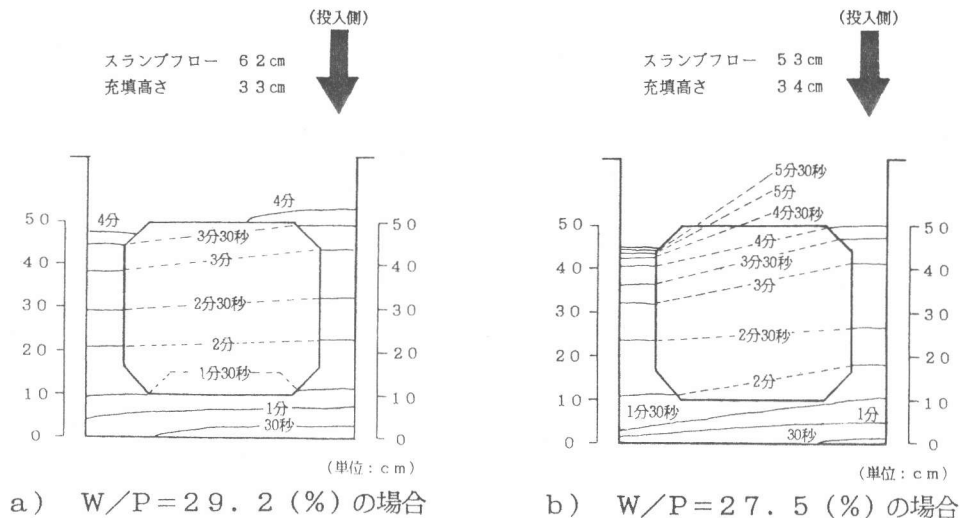 (投入側)
スランプフロー 62cm
充填高さ 33cm
4分
4分
3分30秒
3分
2分30秒
2分
1分30秒
1分
30秒
50
40
30
20
10
0
50
40
30
20
10
0
(単位:cm)
a) W/P=29.2(%)の場合
(投入側)
スランプフロー 53cm
充填高さ 34cm
5分30秒
5分
4分30秒
4分
3分30秒
3分
2分30秒
2分
1分30秒
1分
30秒
50
40
30
20
10
0
50
40
30
20
10
0
(単位:cm)
b) W/P=27.5(%)の場合